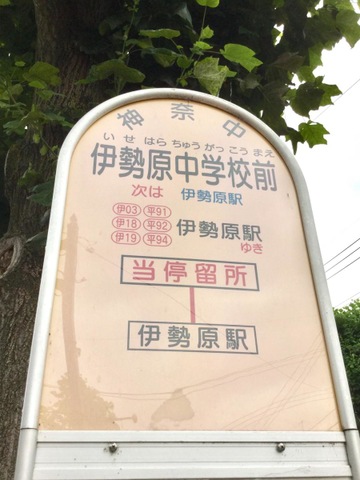 神奈中
いせはらちゅうがっこうまえ
伊勢原中学校前
次は 伊勢原駅
伊03 平91
伊18 平92 伊勢原駅
伊19 平94 ゆき
当停留所
伊勢原駅